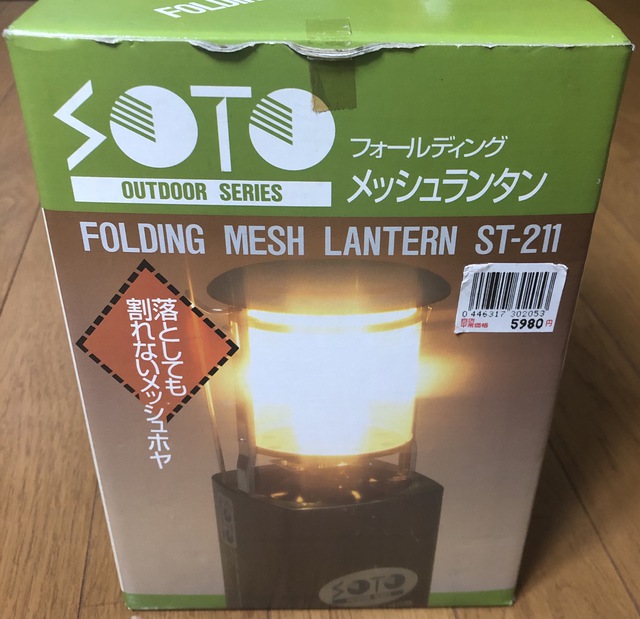 FOLDING
SOTO
OUTDOOR SERIES
フォールディング
メッシュランタン
FOLDING MESH LANTERN ST-211
落としても
割れないメッシュホヤ
0 446317 302053
5980円
SOTO